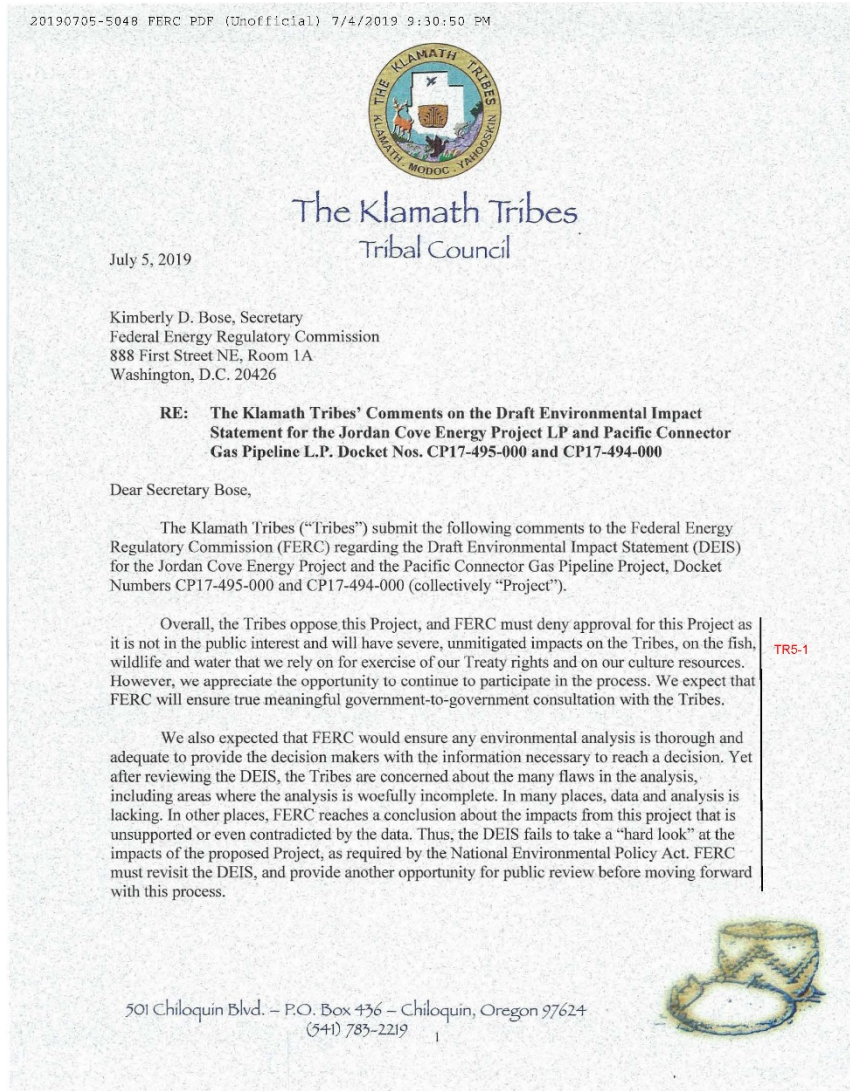 20190705-5048 FERC PDF (Unofficial) 7/4/2019 9:30:50 PM
THE KLAMATH TRIBES
KLAMATH . MODOC . YAHOOSKIN
The Klamath Tribes
Tribal Council
July 5, 2019
Kimberly D. Bose, Secretary
Federal Energy Regulatory Commission
888 First Street NE, Room 1A
Washington, D.C. 20426
RE: The Klamath Tribes’ Comments on the Draft Environmental Impact
Statement for the Jordan Cove Energy Project LP and Pacific Connector
Gas Pipeline L.P. Docket Nos. CP17-495-000 and CP17-494-000
Dear Secretary Bose,
The Klamath Tribes (“Tribes”) submit the following comments to the Federal Energy
Regulatory Commission (FERC) regarding the Draft Environmental Impact Statement (DEIS)
for the Jordan Cove Energy Project and the Pacific Connector Gas Pipeline Project, Docket
Numbers CP17-495-000 and CP17-494-000 (collectively “Project”).
Overall, the Tribes oppose this Project, and FERC must deny approval for this Project as
it is not in the public interest and will have severe, unmitigated impacts on the Tribes, on the fish,
TR5-1
wildlife and water that we rely on for exercise of our Treaty rights and on our culture resources.
However, we appreciate the opportunity to continue to participate in the process. We expect that
FERC will ensure true meaningful government-to-government consultation with the Tribes.
We also expected that FERC would ensure any environmental analysis is thorough and
adequate to provide the decision makers with the information necessary to reach a decision. Yet
after reviewing the DEIS, the Tribes are concerned about the many flaws in the analysis,
including areas where the analysis is woefully incomplete. In many places, data and analysis is
lacking. In other places, FERC reaches a conclusion about the impacts from this project that is
unsupported or even contradicted by the data. Thus, the DEIS fails to take a “hard look” at the
impacts of the proposed Project, as required by the National Environmental Policy Act. FERC
must revisit the DEIS, and provide another opportunity for public review before moving forward
with this process.
501 Chiloquin Blvd. – P.O. Box 436 – Chiloquin, Oregon 97624
(541) 783-2219
1